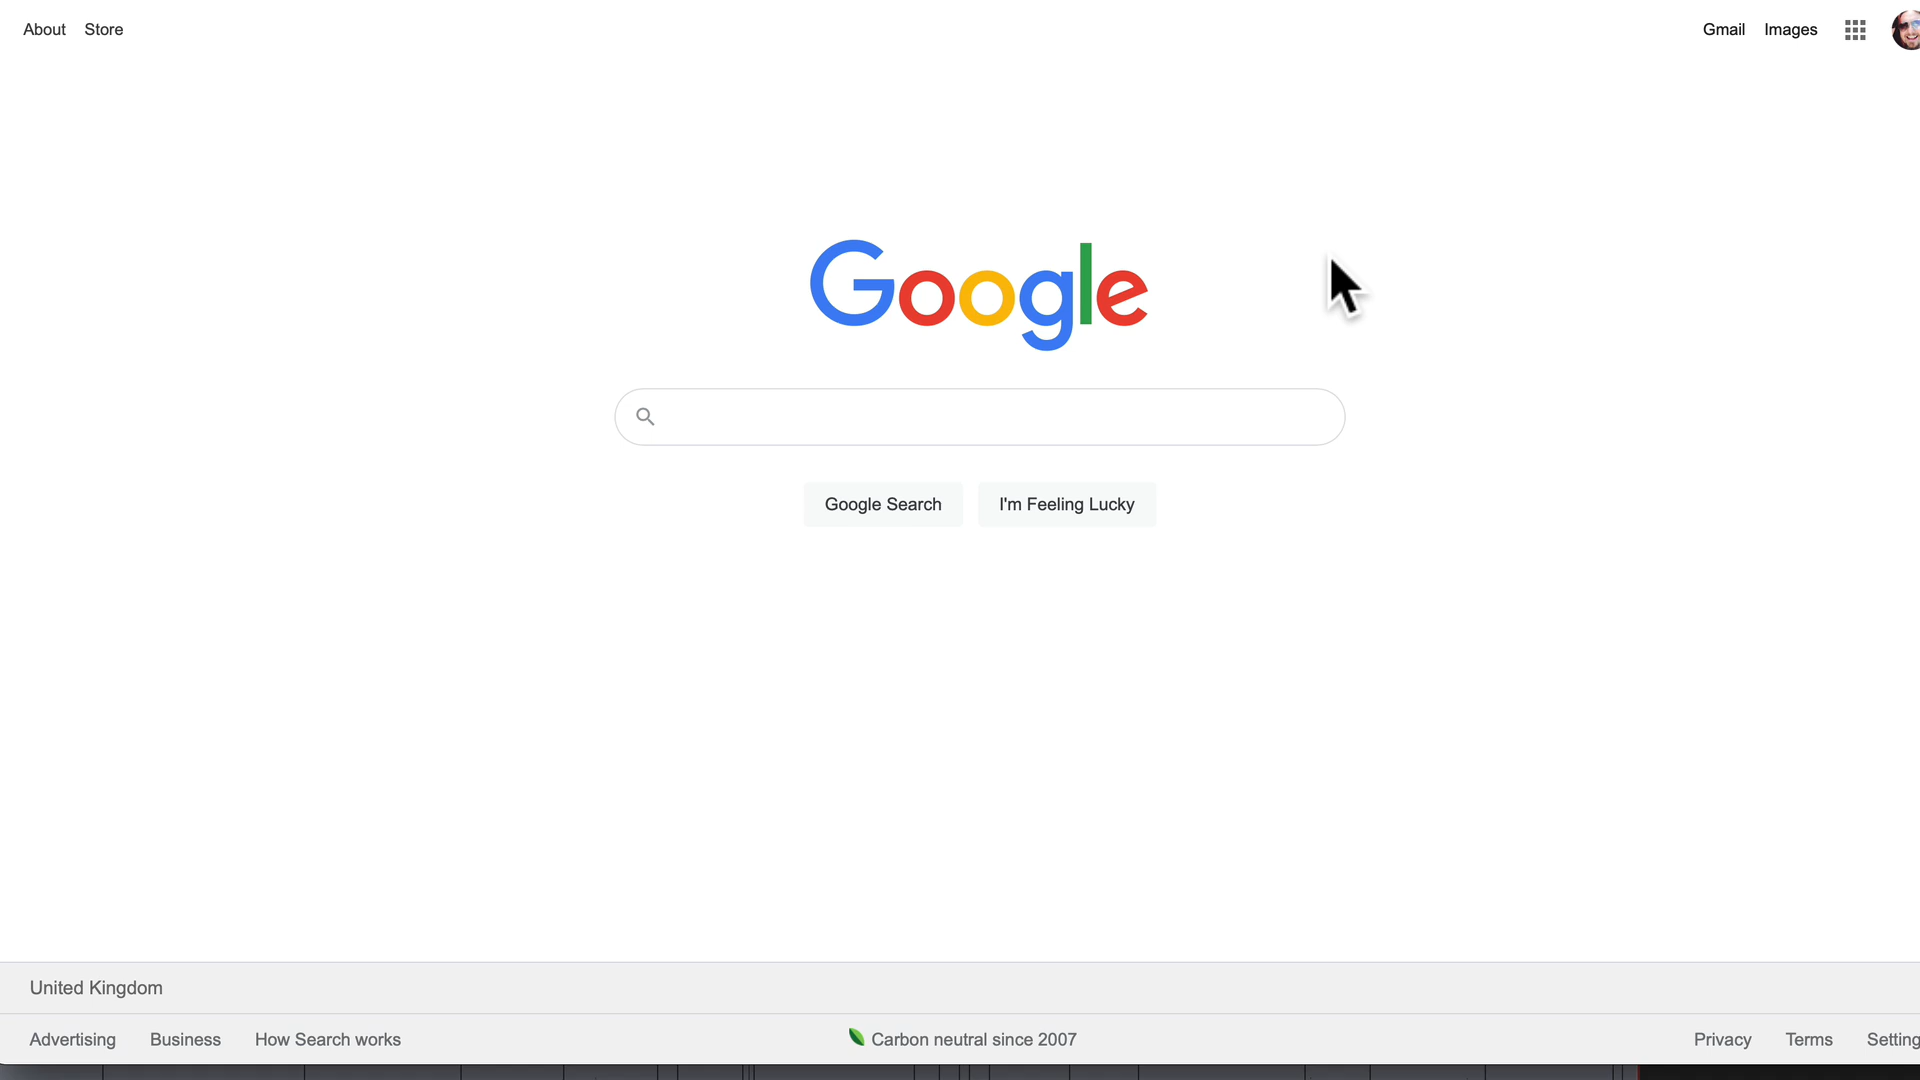 About Store Gmail Images
Google
Google Search I'm Feeling Lucky
United Kingdom
Advertising Business How Search works Carbon neutral since 2007 Privacy Terms Setting